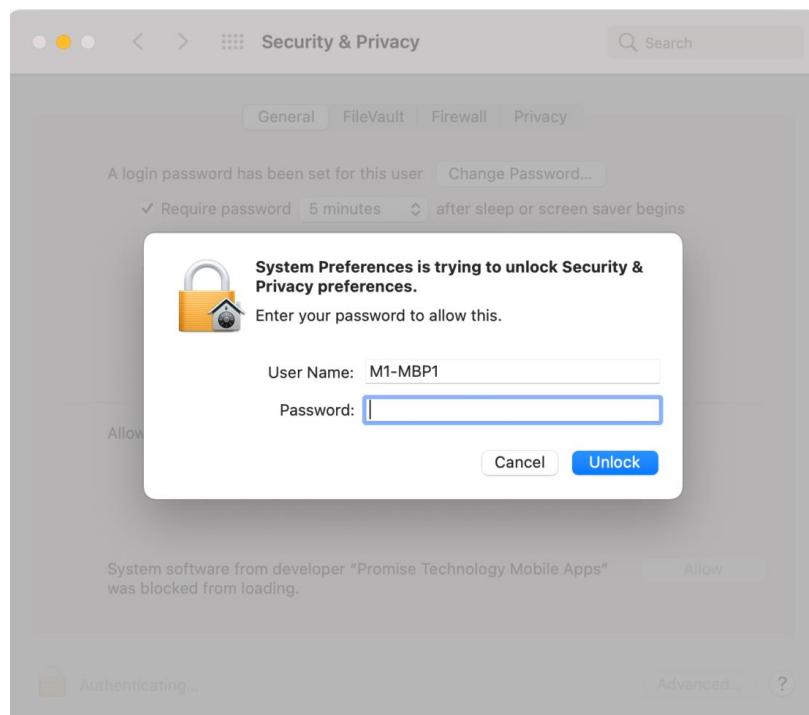 Security & Privacy
Search
General FileVault Firewall Privacy
A login password has been set for this user Change Password...
Require password 5 minutes after sleep or screen saver begins
System Preferences is trying to unlock Security &
Privacy preferences.
Enter your password to allow this.
User Name: M1-MBP1
Password:
Allow
Cancel Unlock
System software from developer "Promise Technology Mobile Apps" Allow
was blocked from loading.
Authenticating... Advanced... ?